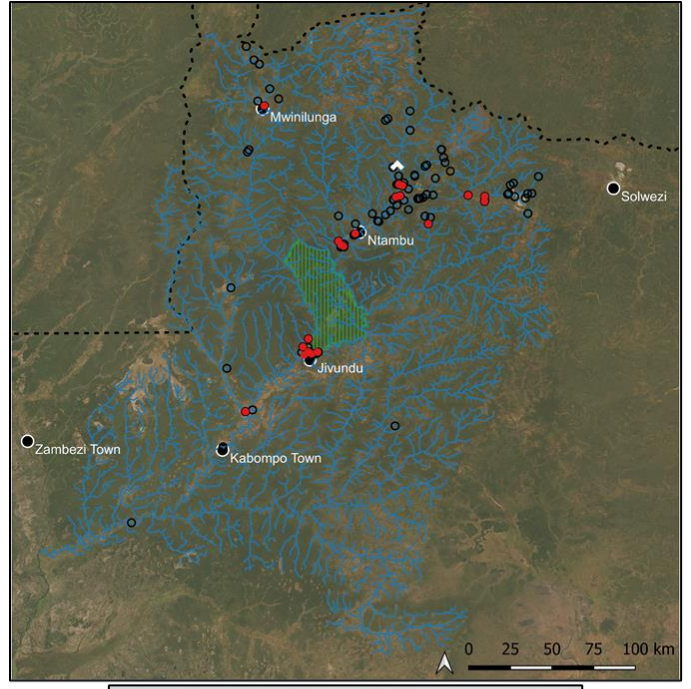 Mwinilunga
Solwezi
Ntambu
Jivundu
Zambezi Town
Kabompo Town
0 25 50 75 100 km